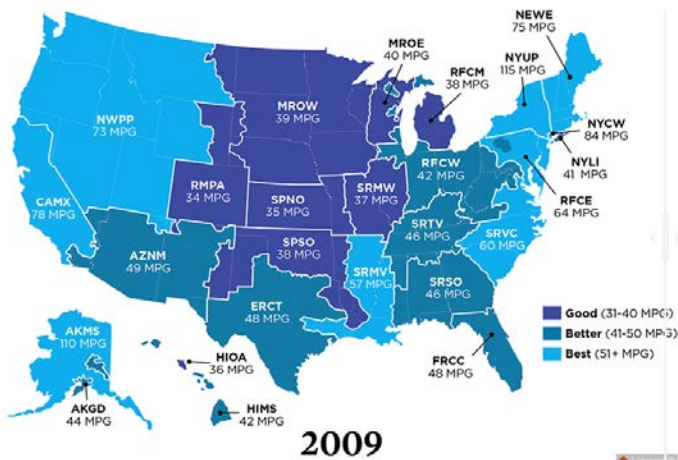 NEWE
75 MPG
MROE
40 MPG
RFCM
38 MPG
NYUP
115 MPG
NWPP
73 MPG
MROW
39 MPG
NYCW
84 MPG
NYLI
41 MPG
RFCW
42 MPG
RFCE
64 MPG
CAMX
78 MPG
RMPA
34 MPG
SPNO
35 MPG
SRMW
37 MPG
SRTV
46 MPG
SRVC
60 MPG
AZNM
49 MPG
SPSO
38 MPG
SRMV
57 MPG
SRSO
46 MPG
ERCT
48 MPG
Good (31-40 MPG)
Better (41-50 MPG)
Best (51+ MPG)
AKMS
110 MPG
HIOA
36 MPG
FRCC
48 MPG
AKGD
44 MPG
HIMS
42 MPG
2009